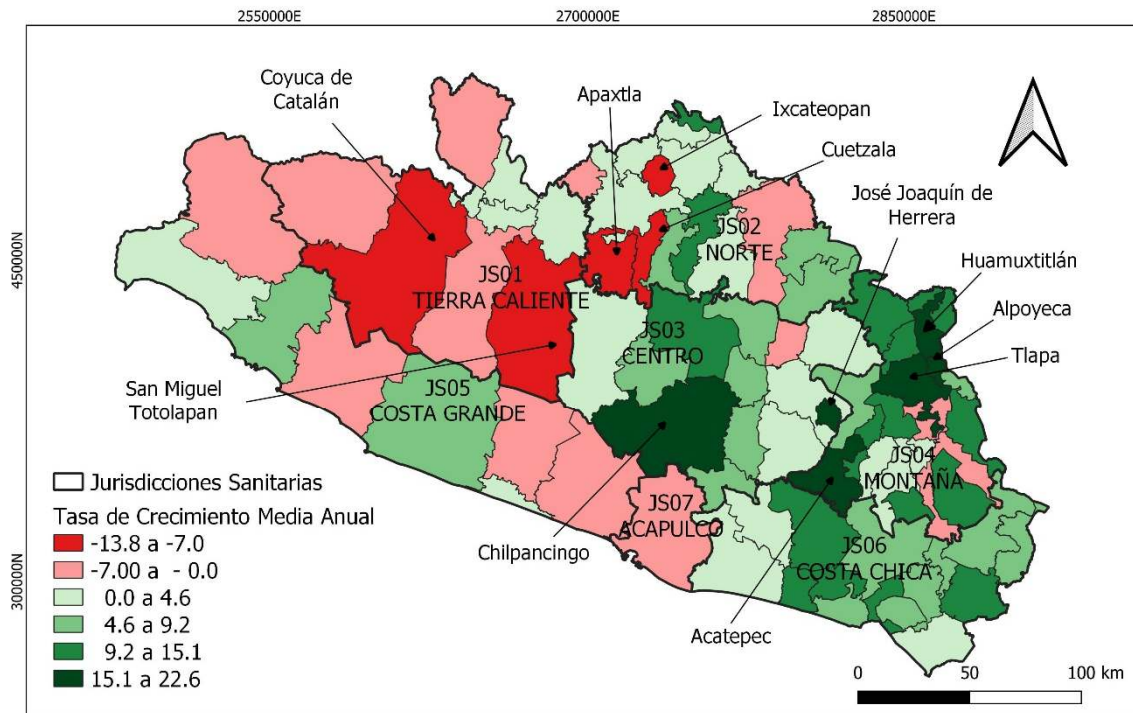 2550000E
2700000E
2850000E
4500000N
3000000N
Coyuca de
Catalán
Apaxtla
Ixcateopan
Cuetzala
José Joaquín de
Herrera
Huamuxtitlán
Alpoyeca
Tlapa
JS02
NORTE
JS01
TIERRA CALIENTE
JS03
CENTRO
JS05
COSTA GRANDE
San Miguel
Totolapan
JS04
MONTAÑA
JS07
ACAPULCO
JS06
COSTA CHICA
Chilpancingo
Acatepec
Jurisdicciones Sanitarias
Tasa de Crecimiento Media Anual
-13.8 a -7.0
-7.00 a - 0.0
0.0 a 4.6
4.6 a 9.2
9.2 a 15.1
15.1 a 22.6
0 50 100 km